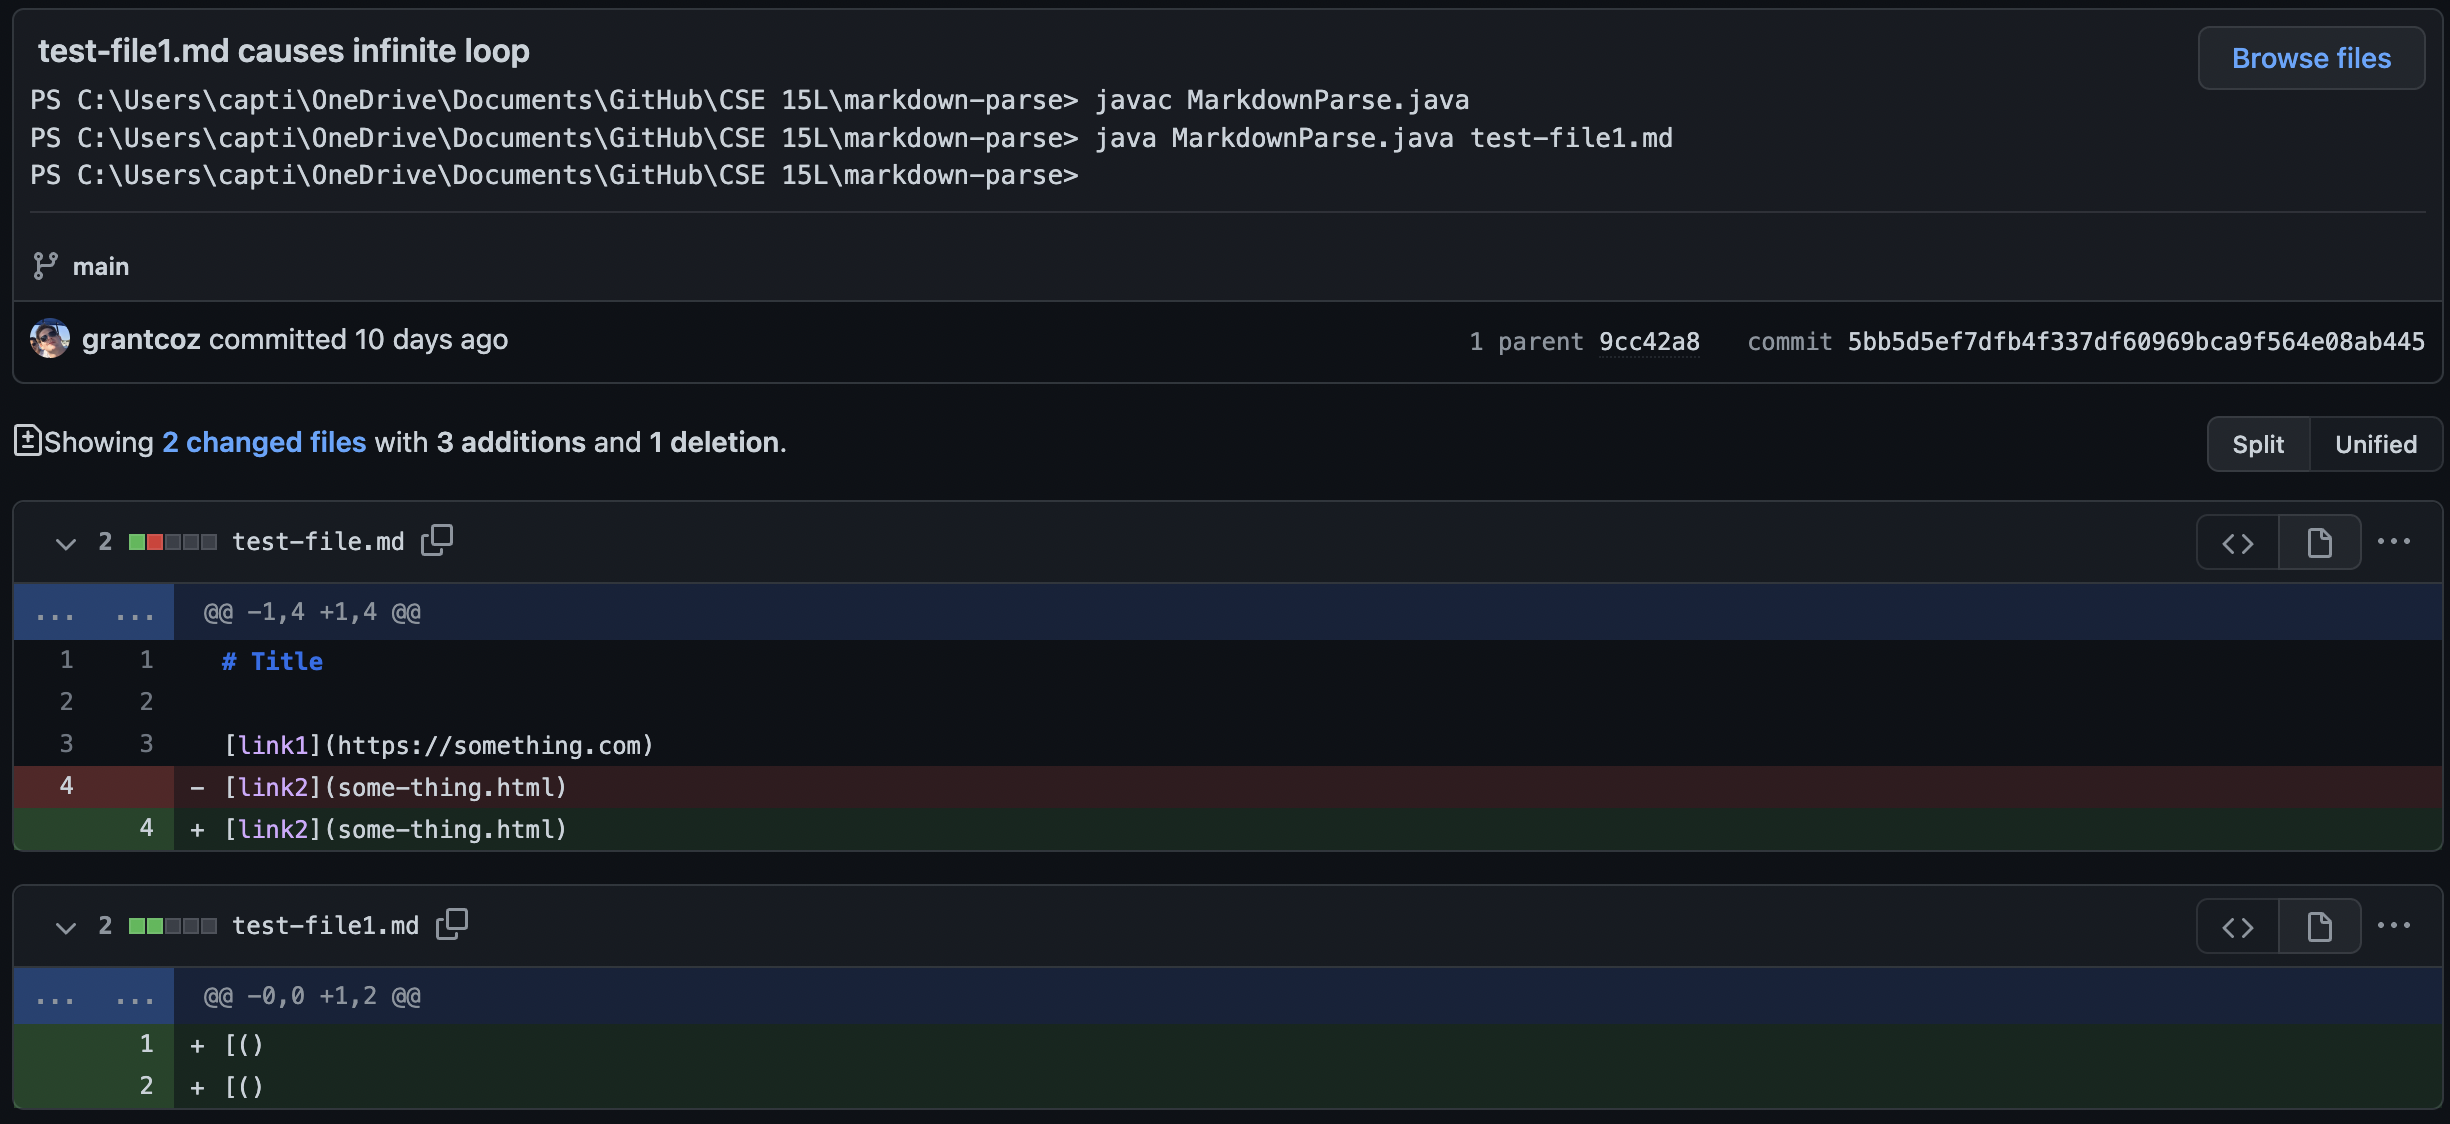 test-file1.md causes infinite loop
Browse files
PS C:\Users\capti\OneDrive\Documents\GitHub\CSE 15L\markdown-parse> javac MarkdownParse.java
PS C:\Users\capti\OneDrive\Documents\GitHub\CSE 15L\markdown-parse> java MarkdownParse.java test-file1.md
PS C:\Users\capti\OneDrive\Documents\GitHub\CSE 15L\markdown-parse>
main
grantcoz committed 10 days ago
1 parent 9cc42a8 commit 5bb5d5ef7dfb4f337df60969bca9f564e08ab445
Showing 2 changed files with 3 additions and 1 deletion.
Split Unified
2 test-file.md
... ... @@ -1,4 +1,4 @@
1 1 # Title
2 2
3 3 [link1](https://something.com)
4 - [link2](some-thing.html)
4 + [link2](some-thing.html)
2 test-file1.md
... ... @@ -0,0 +1,2 @@
1 + [()
2 + [()